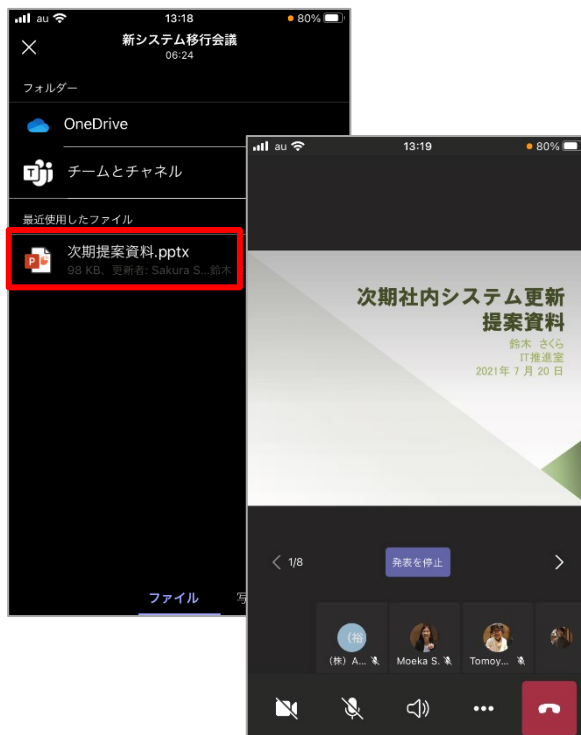 au 13:18 80%
新システム移行会議
06:24
フォルダー
OneDrive
チームとチャネル
最近使用したファイル
次期提案資料.pptx
98 KB、更新者: Sakura S...鈴木
ファイル
au 13:19 80%
次期社内システム更新
提案資料
鈴木 さくら
IT推進室
2021年 7 月 20 日
1/8
発表を停止
(裕
(株) A... Moeka S. Tomoy...